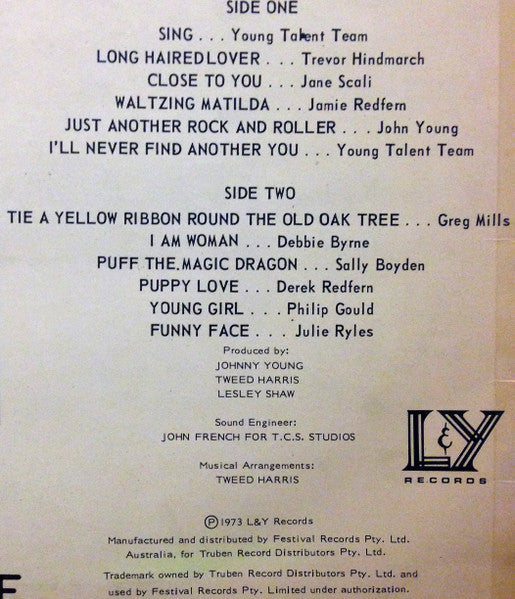 SIDE ONE
SING . . . Young Talent Team
LONG HAIRED LOVER . . . Trevor Hindmarch
CLOSE TO YOU . . . Jane Scali
WALTZING MATILDA . . . Jamie Redfern
JUST ANOTHER ROCK AND ROLLER . . . John Young
I'LL NEVER FIND ANOTHER YOU . . . Young Talent Team
SIDE TWO
TIE A YELLOW RIBBON ROUND THE OLD OAK TREE . . . Greg Mills
I AM WOMAN . . . Debbie Byrne
PUFF THE MAGIC DRAGON . . . Sally Boyden
PUPPY LOVE . . . Derek Redfern
YOUNG GIRL . . . Philip Gould
FUNNY FACE . . . Julie Ryles
Produced by:
JOHNNY YOUNG
TWEED HARRIS
LESLEY SHAW
Sound Engineer:
JOHN FRENCH FOR T.C.S. STUDIOS
L&Y
RECORDS
Musical Arrangements:
TWEED HARRIS
Ⓟ1973 L&Y Records
Manufactured and distributed by Festival Records Pty. Ltd.
Australia, for Truben Record Distributors Pty. Ltd.
Trademark owned by Truben Record Distributors Pty. Ltd. and
used by Festival Records Pty. Limited under authorization.